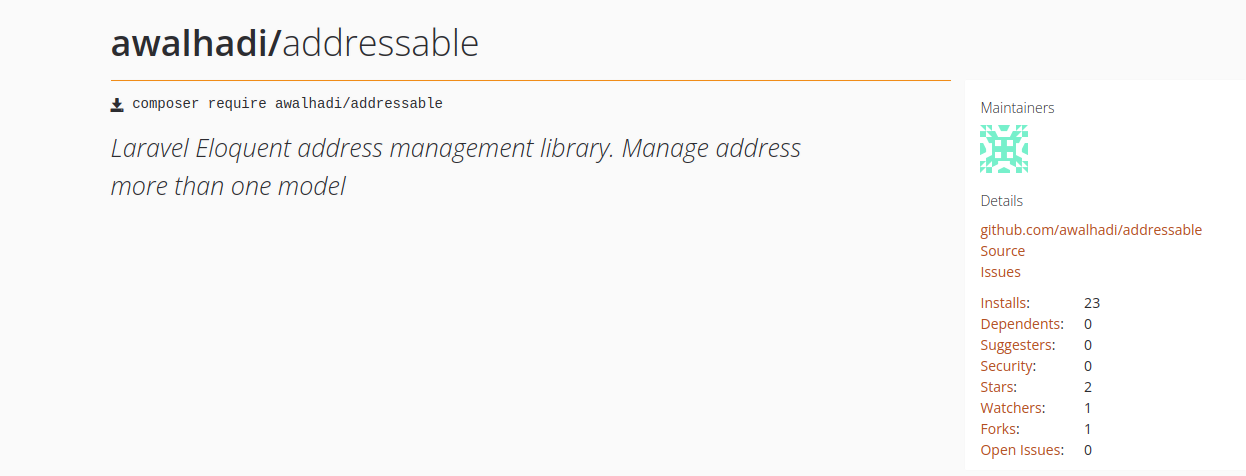 awalhadi/addressable
composer require awalhadi/addressable
Laravel Eloquent address management library. Manage address
more than one model
Maintainers
Details
github.com/awalhadi/addressable
Source
Issues
Installs: 23
Dependents: 0
Suggesters: 0
Security: 0
Stars: 2
Watchers: 1
Forks: 1
Open Issues: 0